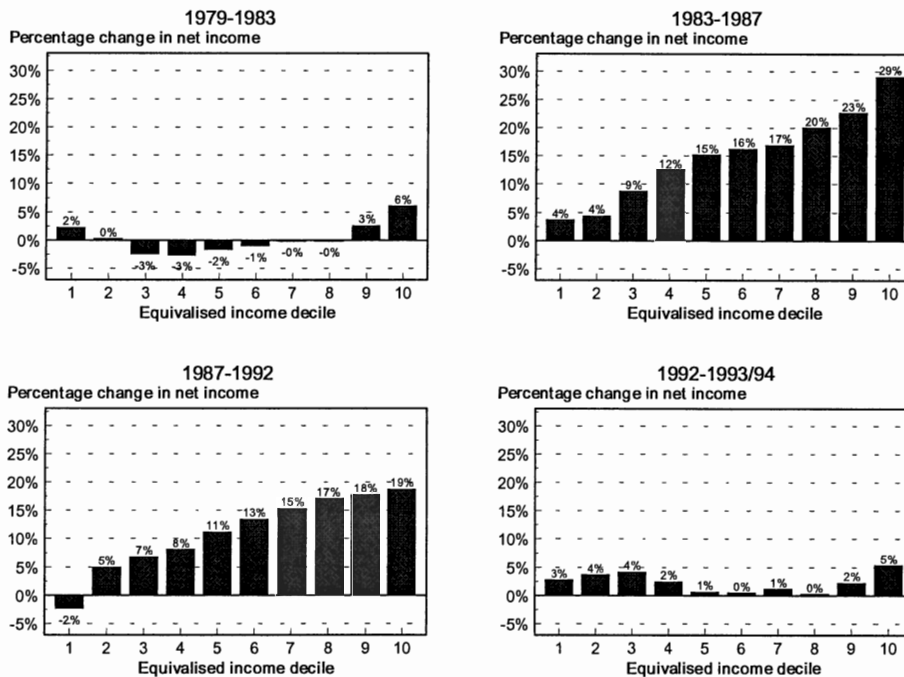 1979-1983
Percentage change in net income
30%
25%
20%
15%
10%
5%
0%
-5%
2% 0% -3% -3% -2% -1% -0% -0% 3% 6%
1 2 3 4 5 6 7 8 9 10
Equivalised income decile
1983-1987
Percentage change in net income
30%
25%
20%
15%
10%
5%
0%
-5%
4% 4% 9% 12% 15% 16% 17% 20% 23% 29%
1 2 3 4 5 6 7 8 9 10
Equivalised income decile
1987-1992
Percentage change in net income
30%
25%
20%
15%
10%
5%
0%
-5%
-2% 5% 7% 8% 11% 13% 15% 17% 18% 19%
1 2 3 4 5 6 7 8 9 10
Equivalised income decile
1992-1993/94
Percentage change in net income
30%
25%
20%
15%
10%
5%
0%
-5%
3% 4% 4% 2% 1% 0% 1% 0% 2% 5%
1 2 3 4 5 6 7 8 9 10
Equivalised income decile